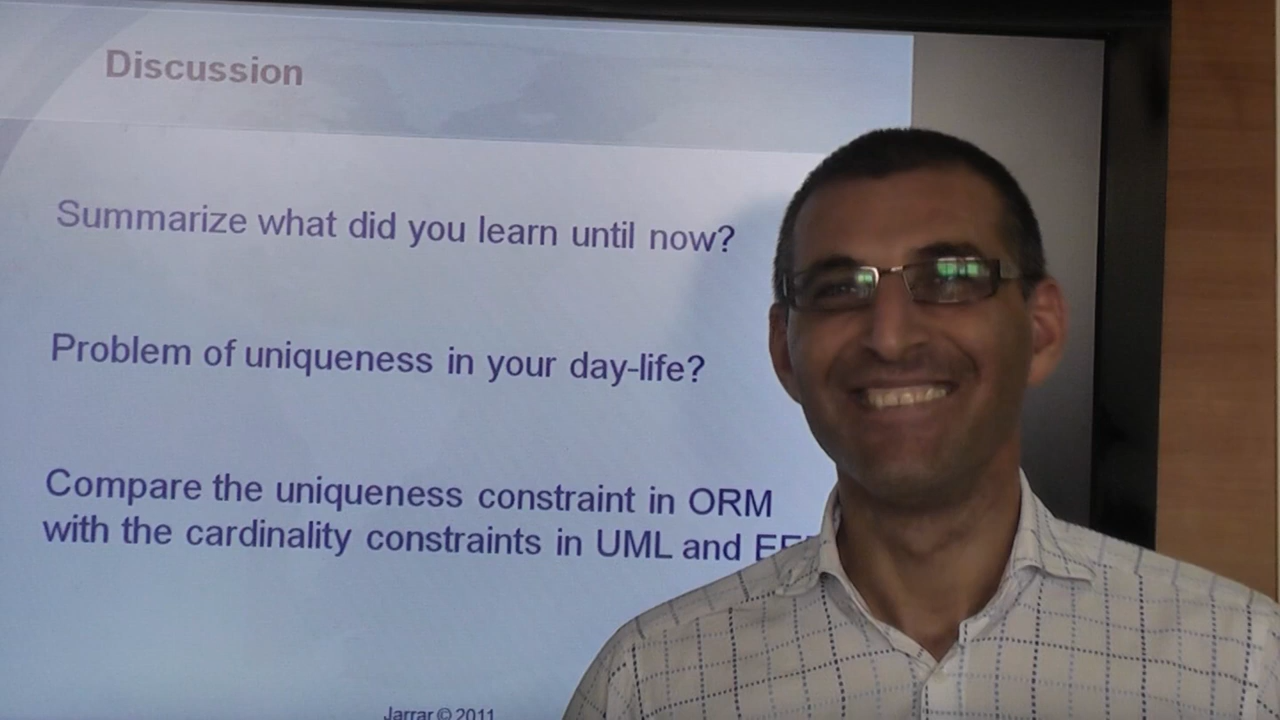 Discussion
Summarize what did you learn until now?
Problem of uniqueness in your day-life?
Compare the uniqueness constraint in ORM
with the cardinality constraints in UML and
Jarrar © 2011